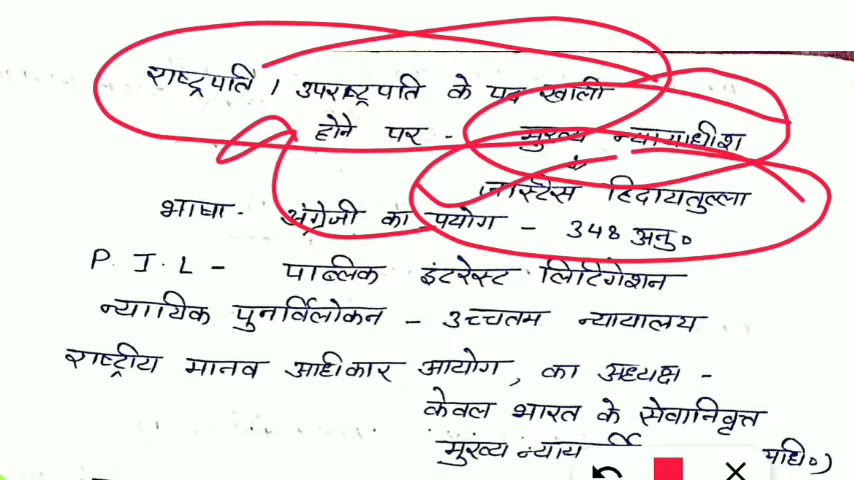 राष्ट्रपति / उपराष्ट्रपति के पद खाली
होने पर - मुख्य न्यायाधीश
जस्टिस हिदायतुल्ला
भाषा - अंग्रेजी का प्रयोग - 348 अनु०
P. I. L - पब्लिक इंटरेस्ट लिटिगेशन
न्यायिक पुनर्विलोकन - उच्चतम न्यायालय
राष्ट्रीय मानव अधिकार आयोग, का अध्यक्ष -
केवल भारत के सेवानिवृत्त
मुख्य